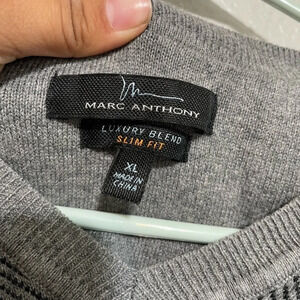 MARC ANTHONY
LUXURY BLEND
SLIM FIT
XL
MADE IN
CHINA